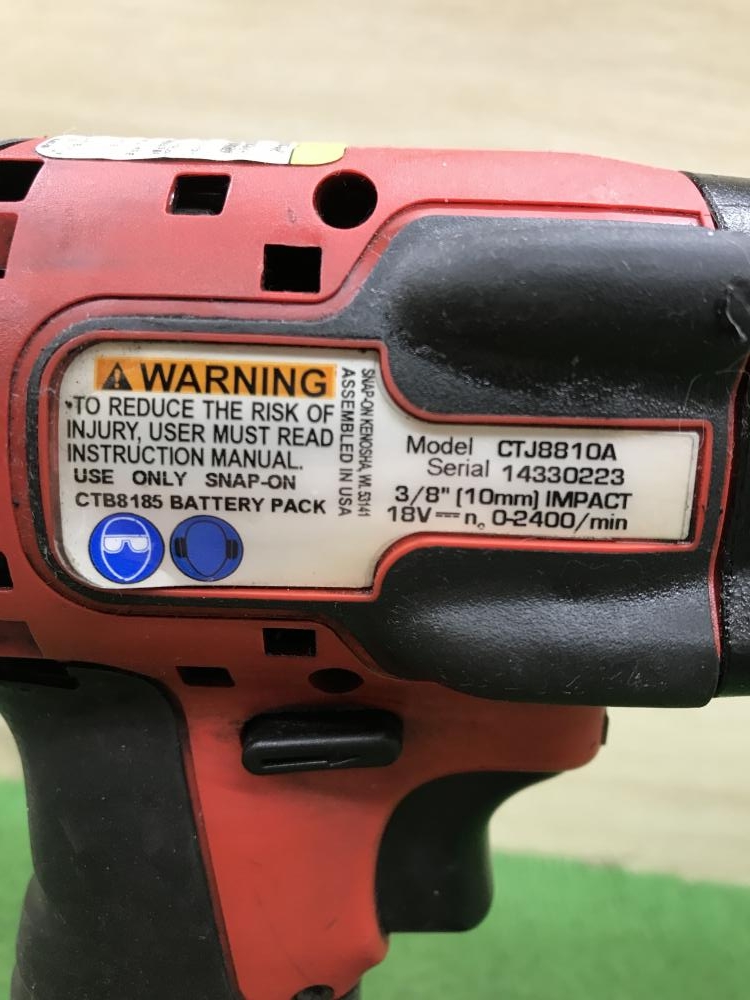 WARNING
TO REDUCE THE RISK OF
INJURY, USER MUST READ
INSTRUCTION MANUAL.
USE ONLY SNAP-ON
CTB8185 BATTERY PACK
SNAP-ON KENOSHA, WI. 53141
ASSEMBLED IN USA
Model CTJ8810A
Serial 14330223
3/8" (10mm) IMPACT
18V⎓ n₀ 0-2400/min